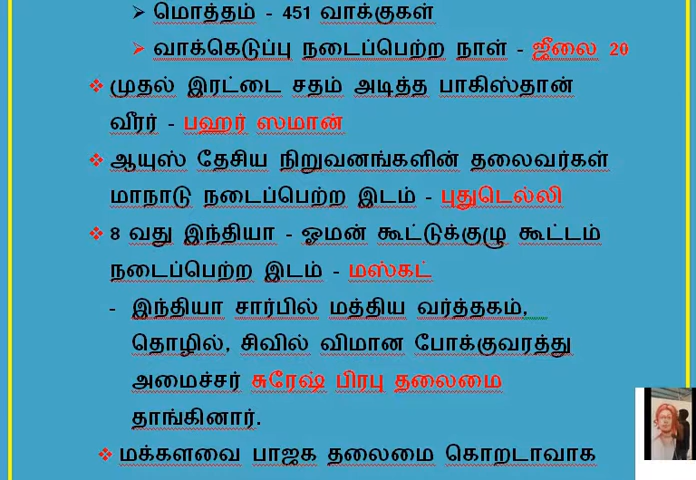 ➢ மொத்தம் - 451 வாக்குகள்
➢ வாக்கெடுப்பு நடைப்பெற்ற நாள் - ஜீலை 20
❖ முதல் இரட்டை சதம் அடித்த பாகிஸ்தான்
வீரர் - பஹர் ஸமான்
❖ ஆயுஸ் தேசிய நிறுவனங்களின் தலைவர்கள்
மாநாடு நடைப்பெற்ற இடம் - புதுடெல்லி
❖ 8 வது இந்தியா - ஓமன் கூட்டுக்குழு கூட்டம்
நடைப்பெற்ற இடம் - மஸ்கட்
- இந்தியா சார்பில் மத்திய வர்த்தகம்,
தொழில், சிவில் விமான போக்குவரத்து
அமைச்சர் சுரேஷ் பிரபு தலைமை
தாங்கினார்.
❖ மக்களவை பாஜக தலைமை கொறடாவாக